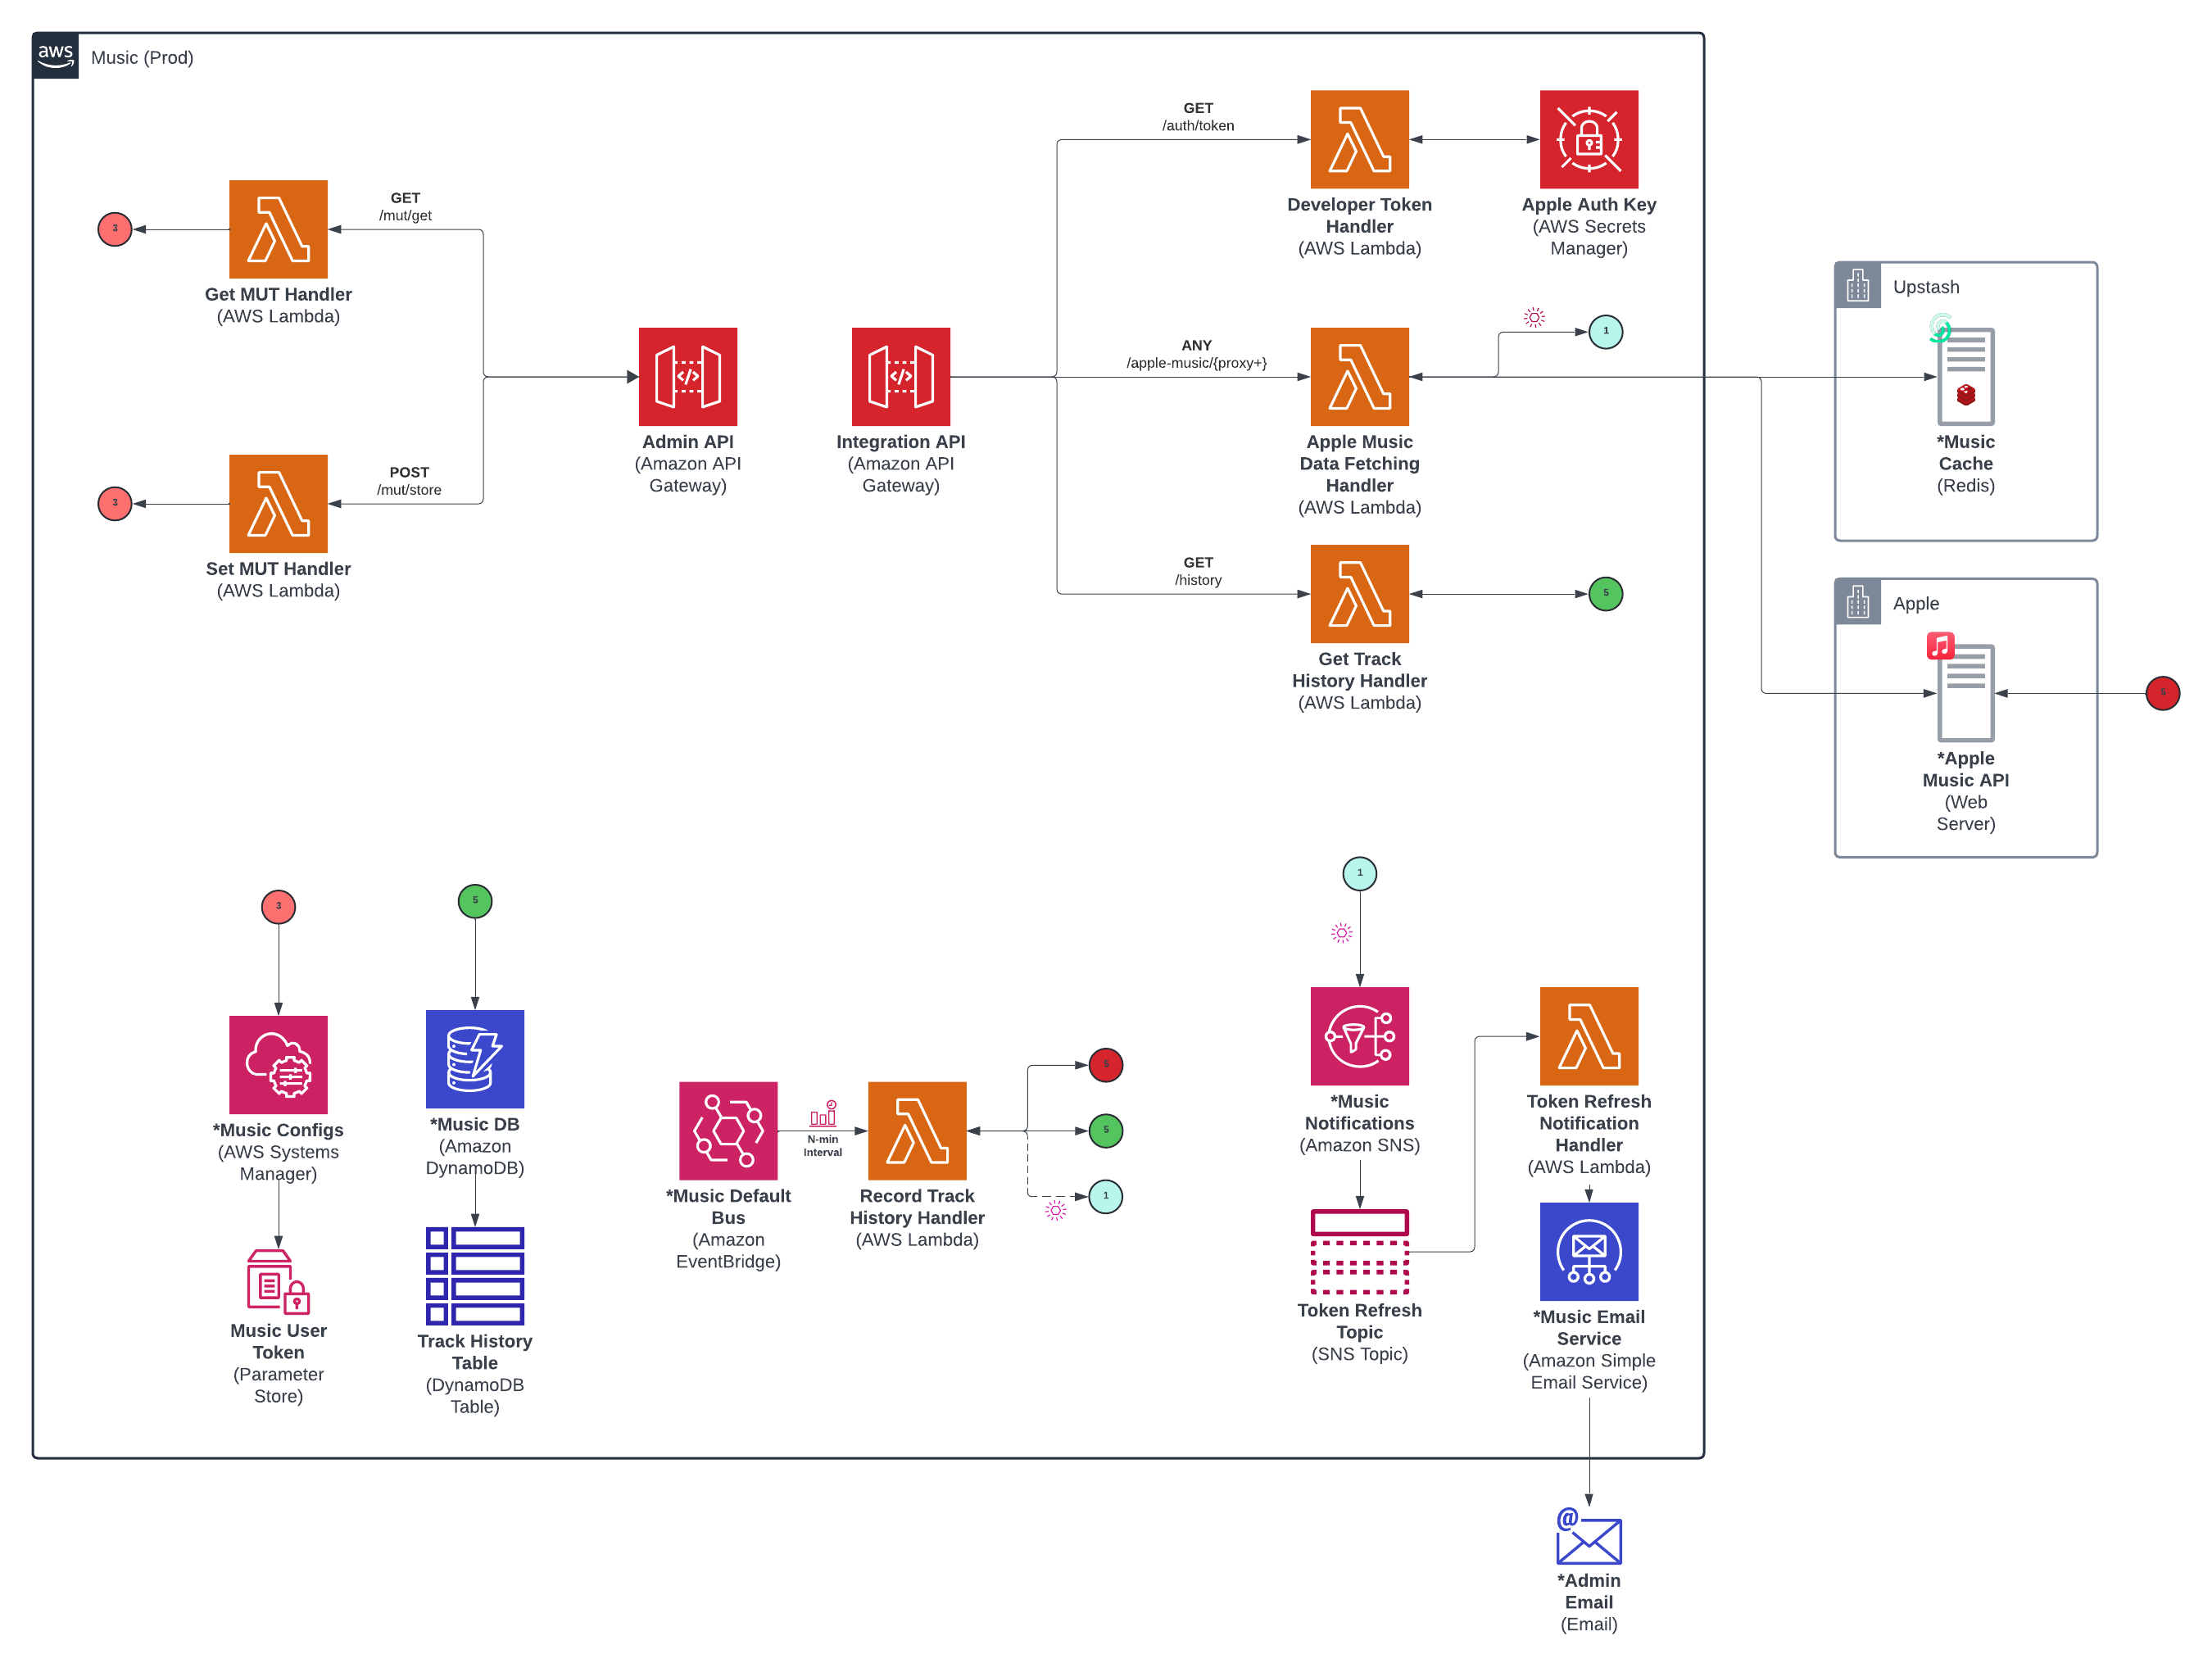 aws
Music (Prod)
GET
/auth/token
Developer Token
Handler
(AWS Lambda)
Apple Auth Key
(AWS Secrets
Manager)
GET
/mut/get
3
Get MUT Handler
(AWS Lambda)
Admin API
(Amazon API
Gateway)
Integration API
(Amazon API
Gateway)
ANY
/apple-music/{proxy+}
Apple Music
Data Fetching
Handler
(AWS Lambda)
1
Upstash
*Music
Cache
(Redis)
POST
/mut/store
3
Set MUT Handler
(AWS Lambda)
GET
/history
Get Track
History Handler
(AWS Lambda)
5
Apple
*Apple
Music API
(Web
Server)
5
3
*Music Configs
(AWS Systems
Manager)
Music User
Token
(Parameter
Store)
5
*Music DB
(Amazon
DynamoDB)
Track History
Table
(DynamoDB
Table)
*Music Default
Bus
(Amazon
EventBridge)
N-min
Interval
Record Track
History Handler
(AWS Lambda)
5
5
1
1
*Music
Notifications
(Amazon SNS)
Token Refresh
Topic
(SNS Topic)
Token Refresh
Notification
Handler
(AWS Lambda)
*Music Email
Service
(Amazon Simple
Email Service)
@
*Admin
Email
(Email)